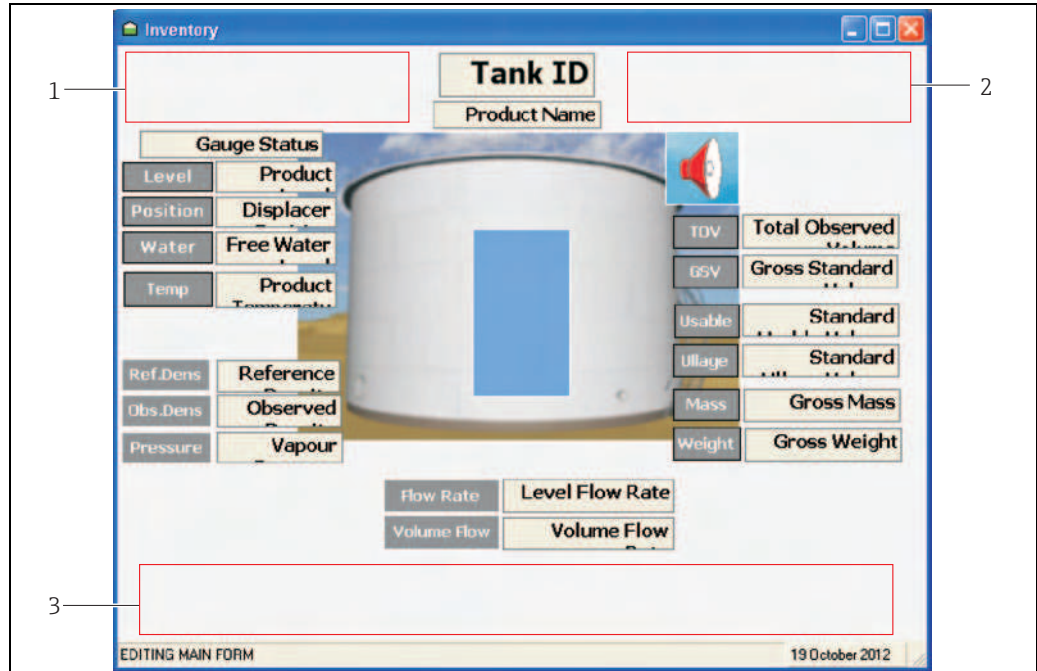 Inventory
1
2
Tank ID
Product Name
Gauge Status
Level Product
Position Displacer
Water Free Water
Temp Product
TOV Total Observed
GSV Gross Standard
Usable Standard
Ullage Standard
Ref.Dens Reference
Obs.Dens Observed
Pressure Vapour
Mass Gross Mass
Weight Gross Weight
Flow Rate Level Flow Rate
Volume Flow Volume Flow
3
EDITING MAIN FORM 19 October 2012